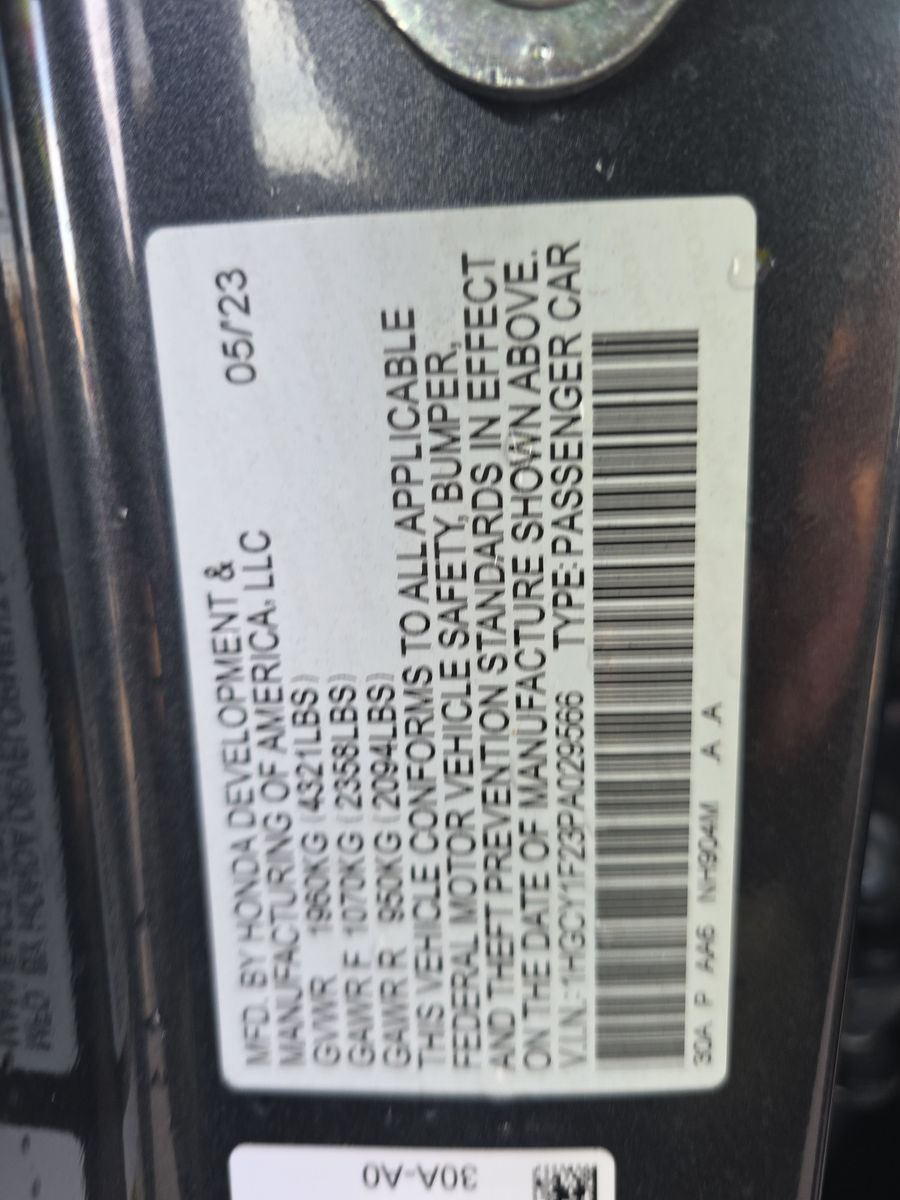 MFD. BY HONDA DEVELOPMENT & 05/23
MANUFACTURING OF AMERICA, LLC
GVWR 1960KG (4321LBS)
GAWR F 1070KG (2358LBS)
GAWR R 950KG (2094LBS)
THIS VEHICLE CONFORMS TO ALL APPLICABLE
FEDERAL MOTOR VEHICLE SAFETY, BUMPER,
AND THEFT PREVENTION STANDARDS IN EFFECT
ON THE DATE OF MANUFACTURE SHOWN ABOVE.
V.I.N.: 1HGCY1F23PA029566 TYPE: PASSENGER CAR
30A P AA6 NH904M A A
30A-A0